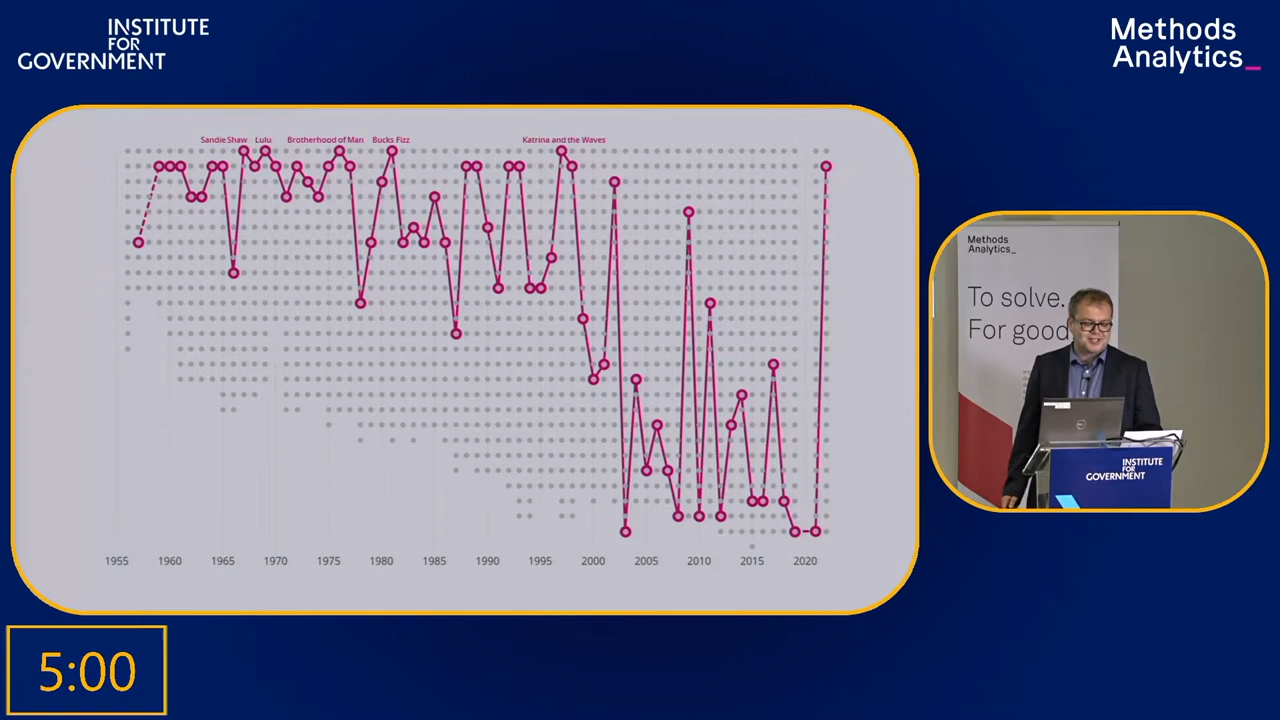 INSTITUTE
FOR
GOVERNMENT
Methods
Analytics_
Sandie Shaw Lulu Brotherhood of Man Bucks Fizz Katrina and the Waves
1955 1960 1965 1970 1975 1980 1985 1990 1995 2000 2005 2010 2015 2020
Methods
Analytics_
To solve.
For good
INSTITUTE
FOR
GOVERNMENT
5:00